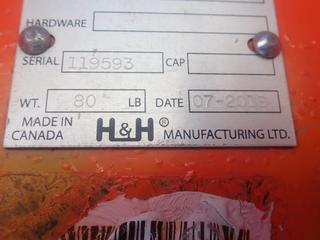 HARDWARE
SERIAL 119593 CAP
WT. 80 LB DATE 07-2019
MADE IN CANADA H&H® MANUFACTURING LTD.